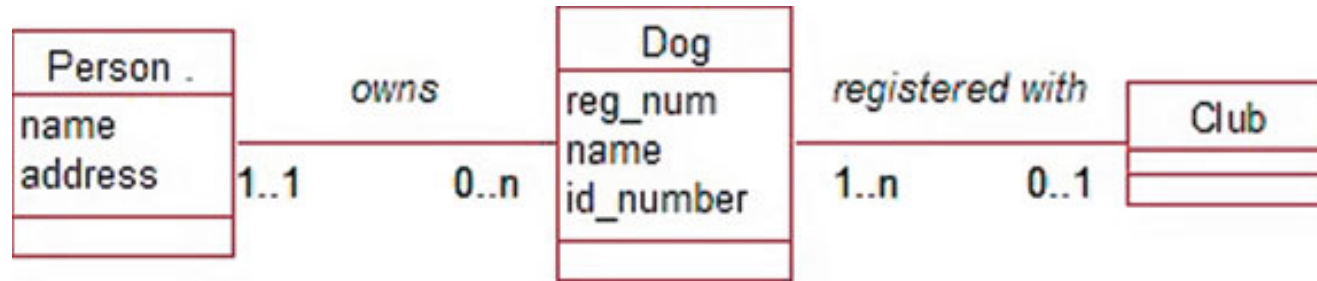 Person .
name
address
owns
1..1
0..n
Dog
reg_num
name
id_number
registered with
1..n
0..1
Club